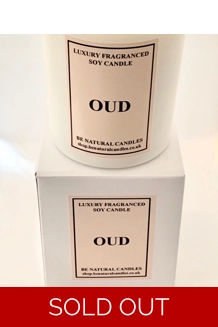 LUXURY FRAGRANCED
SOY CANDLE
OUD
BE NATURAL CANDLES
shop.benaturalcandles.co.uk
LUXURY FRAGRANCED
SOY CANDLE
OUD
BE NATURAL CANDLES
shop.benaturalcandles.co.uk
SOLD OUT